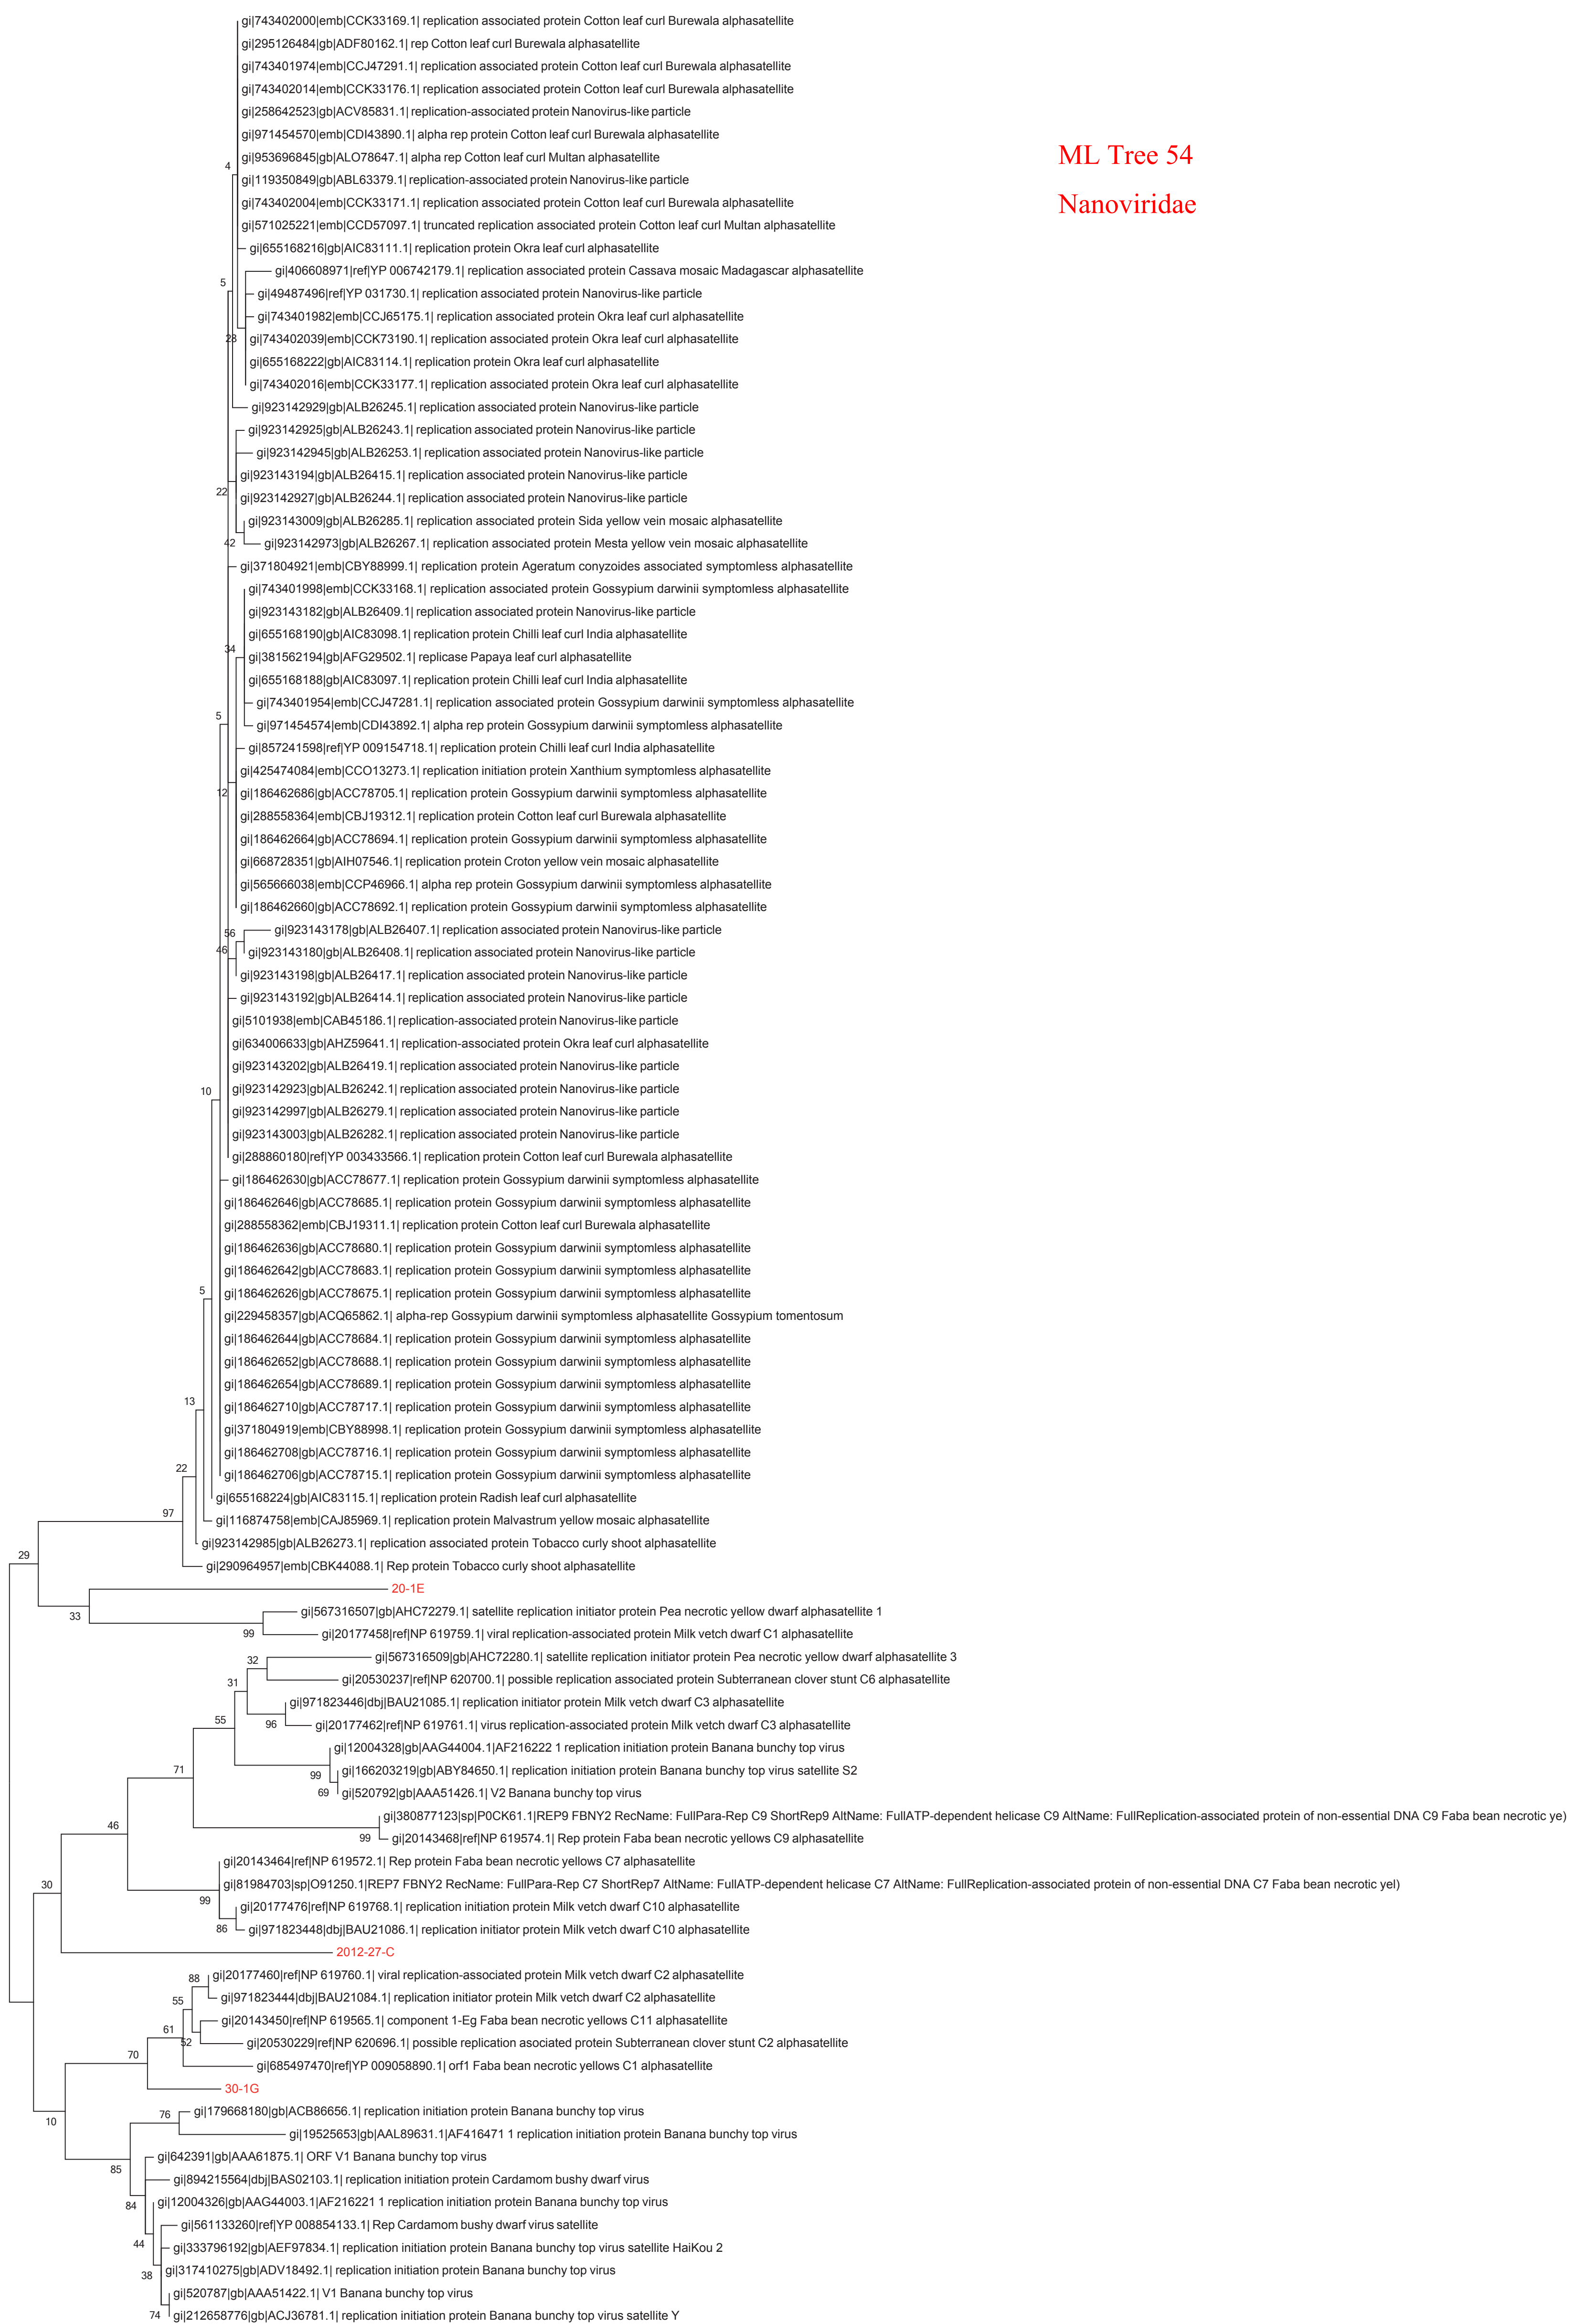 gi|743402000|emb|CCK33169.1| replication associated protein Cotton leaf curl Burewala alphasatellite
gi|295126484|gb|ADF80162.1| rep Cotton leaf curl Burewala alphasatellite
gi|743401974|emb|CCJ47291.1| replication associated protein Cotton leaf curl Burewala alphasatellite
gi|743402014|emb|CCK33176.1| replication associated protein Cotton leaf curl Burewala alphasatellite
gi|258642523|gb|ACV85831.1| replication-associated protein Nanovirus-like particle
gi|971454570|emb|CDI43890.1| alpha rep protein Cotton leaf curl Burewala alphasatellite
ML Tree 54
gi|953696845|gb|ALO78647.1| alpha rep Cotton leaf curl Multan alphasatellite
4
gi|119350849|gb|ABL63379.1| replication-associated protein Nanovirus-like particle
gi|743402004|emb|CCK33171.1| replication associated protein Cotton leaf curl Burewala alphasatellite
Nanoviridae
gi|571025221|emb|CCD57097.1| truncated replication associated protein Cotton leaf curl Multan alphasatellite
gi|655168216|gb|AIC83111.1| replication protein Okra leaf curl alphasatellite
gi|406608971|ref|YP 006742179.1| replication associated protein Cassava mosaic Madagascar alphasatellite
5
gi|49487496|ref|YP 031730.1| replication associated protein Nanovirus-like particle
gi|743401982|emb|CCJ65175.1| replication associated protein Okra leaf curl alphasatellite
23
gi|743402039|emb|CCK73190.1| replication associated protein Okra leaf curl alphasatellite
gi|655168222|gb|AIC83114.1| replication protein Okra leaf curl alphasatellite
gi|743402016|emb|CCK33177.1| replication associated protein Okra leaf curl alphasatellite
gi|923142929|gb|ALB26245.1| replication associated protein Nanovirus-like particle
gi|923142925|gb|ALB26243.1| replication associated protein Nanovirus-like particle
gi|923142945|gb|ALB26253.1| replication associated protein Nanovirus-like particle
gi|923143194|gb|ALB26415.1| replication associated protein Nanovirus-like particle
22
gi|923142927|gb|ALB26244.1| replication associated protein Nanovirus-like particle
gi|923143009|gb|ALB26285.1| replication associated protein Sida yellow vein mosaic alphasatellite
42
gi|923142973|gb|ALB26267.1| replication associated protein Mesta yellow vein mosaic alphasatellite
gi|371804921|emb|CBY88999.1| replication protein Ageratum conyzoides associated symptomless alphasatellite
gi|743401998|emb|CCK33168.1| replication associated protein Gossypium darwinii symptomless alphasatellite
gi|923143182|gb|ALB26409.1| replication associated protein Nanovirus-like particle
gi|655168190|gb|AIC83098.1| replication protein Chilli leaf curl India alphasatellite
34
gi|381562194|gb|AFG29502.1| replicase Papaya leaf curl alphasatellite
gi|655168188|gb|AIC83097.1| replication protein Chilli leaf curl India alphasatellite
gi|743401954|emb|CCJ47281.1| replication associated protein Gossypium darwinii symptomless alphasatellite
5
gi|971454574|emb|CDI43892.1| alpha rep protein Gossypium darwinii symptomless alphasatellite
gi|857241598|ref|YP 009154718.1| replication protein Chilli leaf curl India alphasatellite
gi|425474084|emb|CCO13273.1| replication initiation protein Xanthium symptomless alphasatellite
12
gi|186462686|gb|ACC78705.1| replication protein Gossypium darwinii symptomless alphasatellite
gi|288558364|emb|CBJ19312.1| replication protein Cotton leaf curl Burewala alphasatellite
gi|186462664|gb|ACC78694.1| replication protein Gossypium darwinii symptomless alphasatellite
gi|668728351|gb|AIH07546.1| replication protein Croton yellow vein mosaic alphasatellite
gi|565666038|emb|CCP46966.1| alpha rep protein Gossypium darwinii symptomless alphasatellite
gi|186462660|gb|ACC78692.1| replication protein Gossypium darwinii symptomless alphasatellite
56
gi|923143178|gb|ALB26407.1| replication associated protein Nanovirus-like particle
46
gi|923143180|gb|ALB26408.1| replication associated protein Nanovirus-like particle
gi|923143198|gb|ALB26417.1| replication associated protein Nanovirus-like particle
gi|923143192|gb|ALB26414.1| replication associated protein Nanovirus-like particle
gi|5101938|emb|CAB45186.1| replication-associated protein Nanovirus-like particle
gi|634006633|gb|AHZ59641.1| replication-associated protein Okra leaf curl alphasatellite
gi|923143202|gb|ALB26419.1| replication associated protein Nanovirus-like particle
10
gi|923142923|gb|ALB26242.1| replication associated protein Nanovirus-like particle
gi|923142997|gb|ALB26279.1| replication associated protein Nanovirus-like particle
gi|923143003|gb|ALB26282.1| replication associated protein Nanovirus-like particle
gi|288860180|ref|YP 003433566.1| replication protein Cotton leaf curl Burewala alphasatellite
gi|186462630|gb|ACC78677.1| replication protein Gossypium darwinii symptomless alphasatellite
gi|186462646|gb|ACC78685.1| replication protein Gossypium darwinii symptomless alphasatellite
gi|288558362|emb|CBJ19311.1| replication protein Cotton leaf curl Burewala alphasatellite
gi|186462636|gb|ACC78680.1| replication protein Gossypium darwinii symptomless alphasatellite
gi|186462642|gb|ACC78683.1| replication protein Gossypium darwinii symptomless alphasatellite
5
gi|186462626|gb|ACC78675.1| replication protein Gossypium darwinii symptomless alphasatellite
gi|229458357|gb|ACQ65862.1| alpha-rep Gossypium darwinii symptomless alphasatellite Gossypium tomentosum
gi|186462644|gb|ACC78684.1| replication protein Gossypium darwinii symptomless alphasatellite
gi|186462652|gb|ACC78688.1| replication protein Gossypium darwinii symptomless alphasatellite
gi|186462654|gb|ACC78689.1| replication protein Gossypium darwinii symptomless alphasatellite
13
gi|186462710|gb|ACC78717.1| replication protein Gossypium darwinii symptomless alphasatellite
gi|371804919|emb|CBY88998.1| replication protein Gossypium darwinii symptomless alphasatellite
gi|186462708|gb|ACC78716.1| replication protein Gossypium darwinii symptomless alphasatellite
22
gi|186462706|gb|ACC78715.1| replication protein Gossypium darwinii symptomless alphasatellite
gi|655168224|gb|AIC83115.1| replication protein Radish leaf curl alphasatellite
97
gi|116874758|emb|CAJ85969.1| replication protein Malvastrum yellow mosaic alphasatellite
gi|923142985|gb|ALB26273.1| replication associated protein Tobacco curly shoot alphasatellite
29
gi|290964957|emb|CBK44088.1| Rep protein Tobacco curly shoot alphasatellite
20-1E
33
gi|567316507|gb|AHC72279.1| satellite replication initiator protein Pea necrotic yellow dwarf alphasatellite 1
99
gi|20177458|ref|NP 619759.1| viral replication-associated protein Milk vetch dwarf C1 alphasatellite
32
gi|567316509|gb|AHC72280.1| satellite replication initiator protein Pea necrotic yellow dwarf alphasatellite 3
31
gi|20530237|ref|NP 620700.1| possible replication associated protein Subterranean clover stunt C6 alphasatellite
gi|971823446|dbj|BAU21085.1| replication initiator protein Milk vetch dwarf C3 alphasatellite
55
96
gi|20177462|ref|NP 619761.1| virus replication-associated protein Milk vetch dwarf C3 alphasatellite
gi|12004328|gb|AAG44004.1|AF216222 1 replication initiation protein Banana bunchy top virus
71
99
gi|166203219|gb|ABY84650.1| replication initiation protein Banana bunchy top virus satellite S2
69
gi|520792|gb|AAA51426.1| V2 Banana bunchy top virus
gi|380877123|sp|P0CK61.1|REP9 FBNY2 RecName: FullPara-Rep C9 ShortRep9 AltName: FullATP-dependent helicase C9 AltName: FullReplication-associated protein of non-essential DNA C9 Faba bean necrotic ye)
46
99
gi|20143468|ref|NP 619574.1| Rep protein Faba bean necrotic yellows C9 alphasatellite
gi|20143464|ref|NP 619572.1| Rep protein Faba bean necrotic yellows C7 alphasatellite
30
gi|81984703|sp|O91250.1|REP7 FBNY2 RecName: FullPara-Rep C7 ShortRep7 AltName: FullATP-dependent helicase C7 AltName: FullReplication-associated protein of non-essential DNA C7 Faba bean necrotic yel)
99
gi|20177476|ref|NP 619768.1| replication initiation protein Milk vetch dwarf C10 alphasatellite
86
gi|971823448|dbj|BAU21086.1| replication initiator protein Milk vetch dwarf C10 alphasatellite
2012-27-C
88
gi|20177460|ref|NP 619760.1| viral replication-associated protein Milk vetch dwarf C2 alphasatellite
55
gi|971823444|dbj|BAU21084.1| replication initiator protein Milk vetch dwarf C2 alphasatellite
61
gi|20143450|ref|NP 619565.1| component 1-Eg Faba bean necrotic yellows C11 alphasatellite
52
gi|20530229|ref|NP 620696.1| possible replication asociated protein Subterranean clover stunt C2 alphasatellite
70
gi|685497470|ref|YP 009058890.1| orf1 Faba bean necrotic yellows C1 alphasatellite
30-1G
10
76
gi|179668180|gb|ACB86656.1| replication initiation protein Banana bunchy top virus
gi|19525653|gb|AAL89631.1|AF416471 1 replication initiation protein Banana bunchy top virus
gi|642391|gb|AAA61875.1| ORF V1 Banana bunchy top virus
85
gi|894215564|dbj|BAS02103.1| replication initiation protein Cardamom bushy dwarf virus
84
gi|12004326|gb|AAG44003.1|AF216221 1 replication initiation protein Banana bunchy top virus
gi|561133260|ref|YP 008854133.1| Rep Cardamom bushy dwarf virus satellite
44
gi|333796192|gb|AEF97834.1| replication initiation protein Banana bunchy top virus satellite HaiKou 2
38
gi|317410275|gb|ADV18492.1| replication initiation protein Banana bunchy top virus
gi|520787|gb|AAA51422.1| V1 Banana bunchy top virus
74
gi|212658776|gb|ACJ36781.1| replication initiation protein Banana bunchy top virus satellite Y